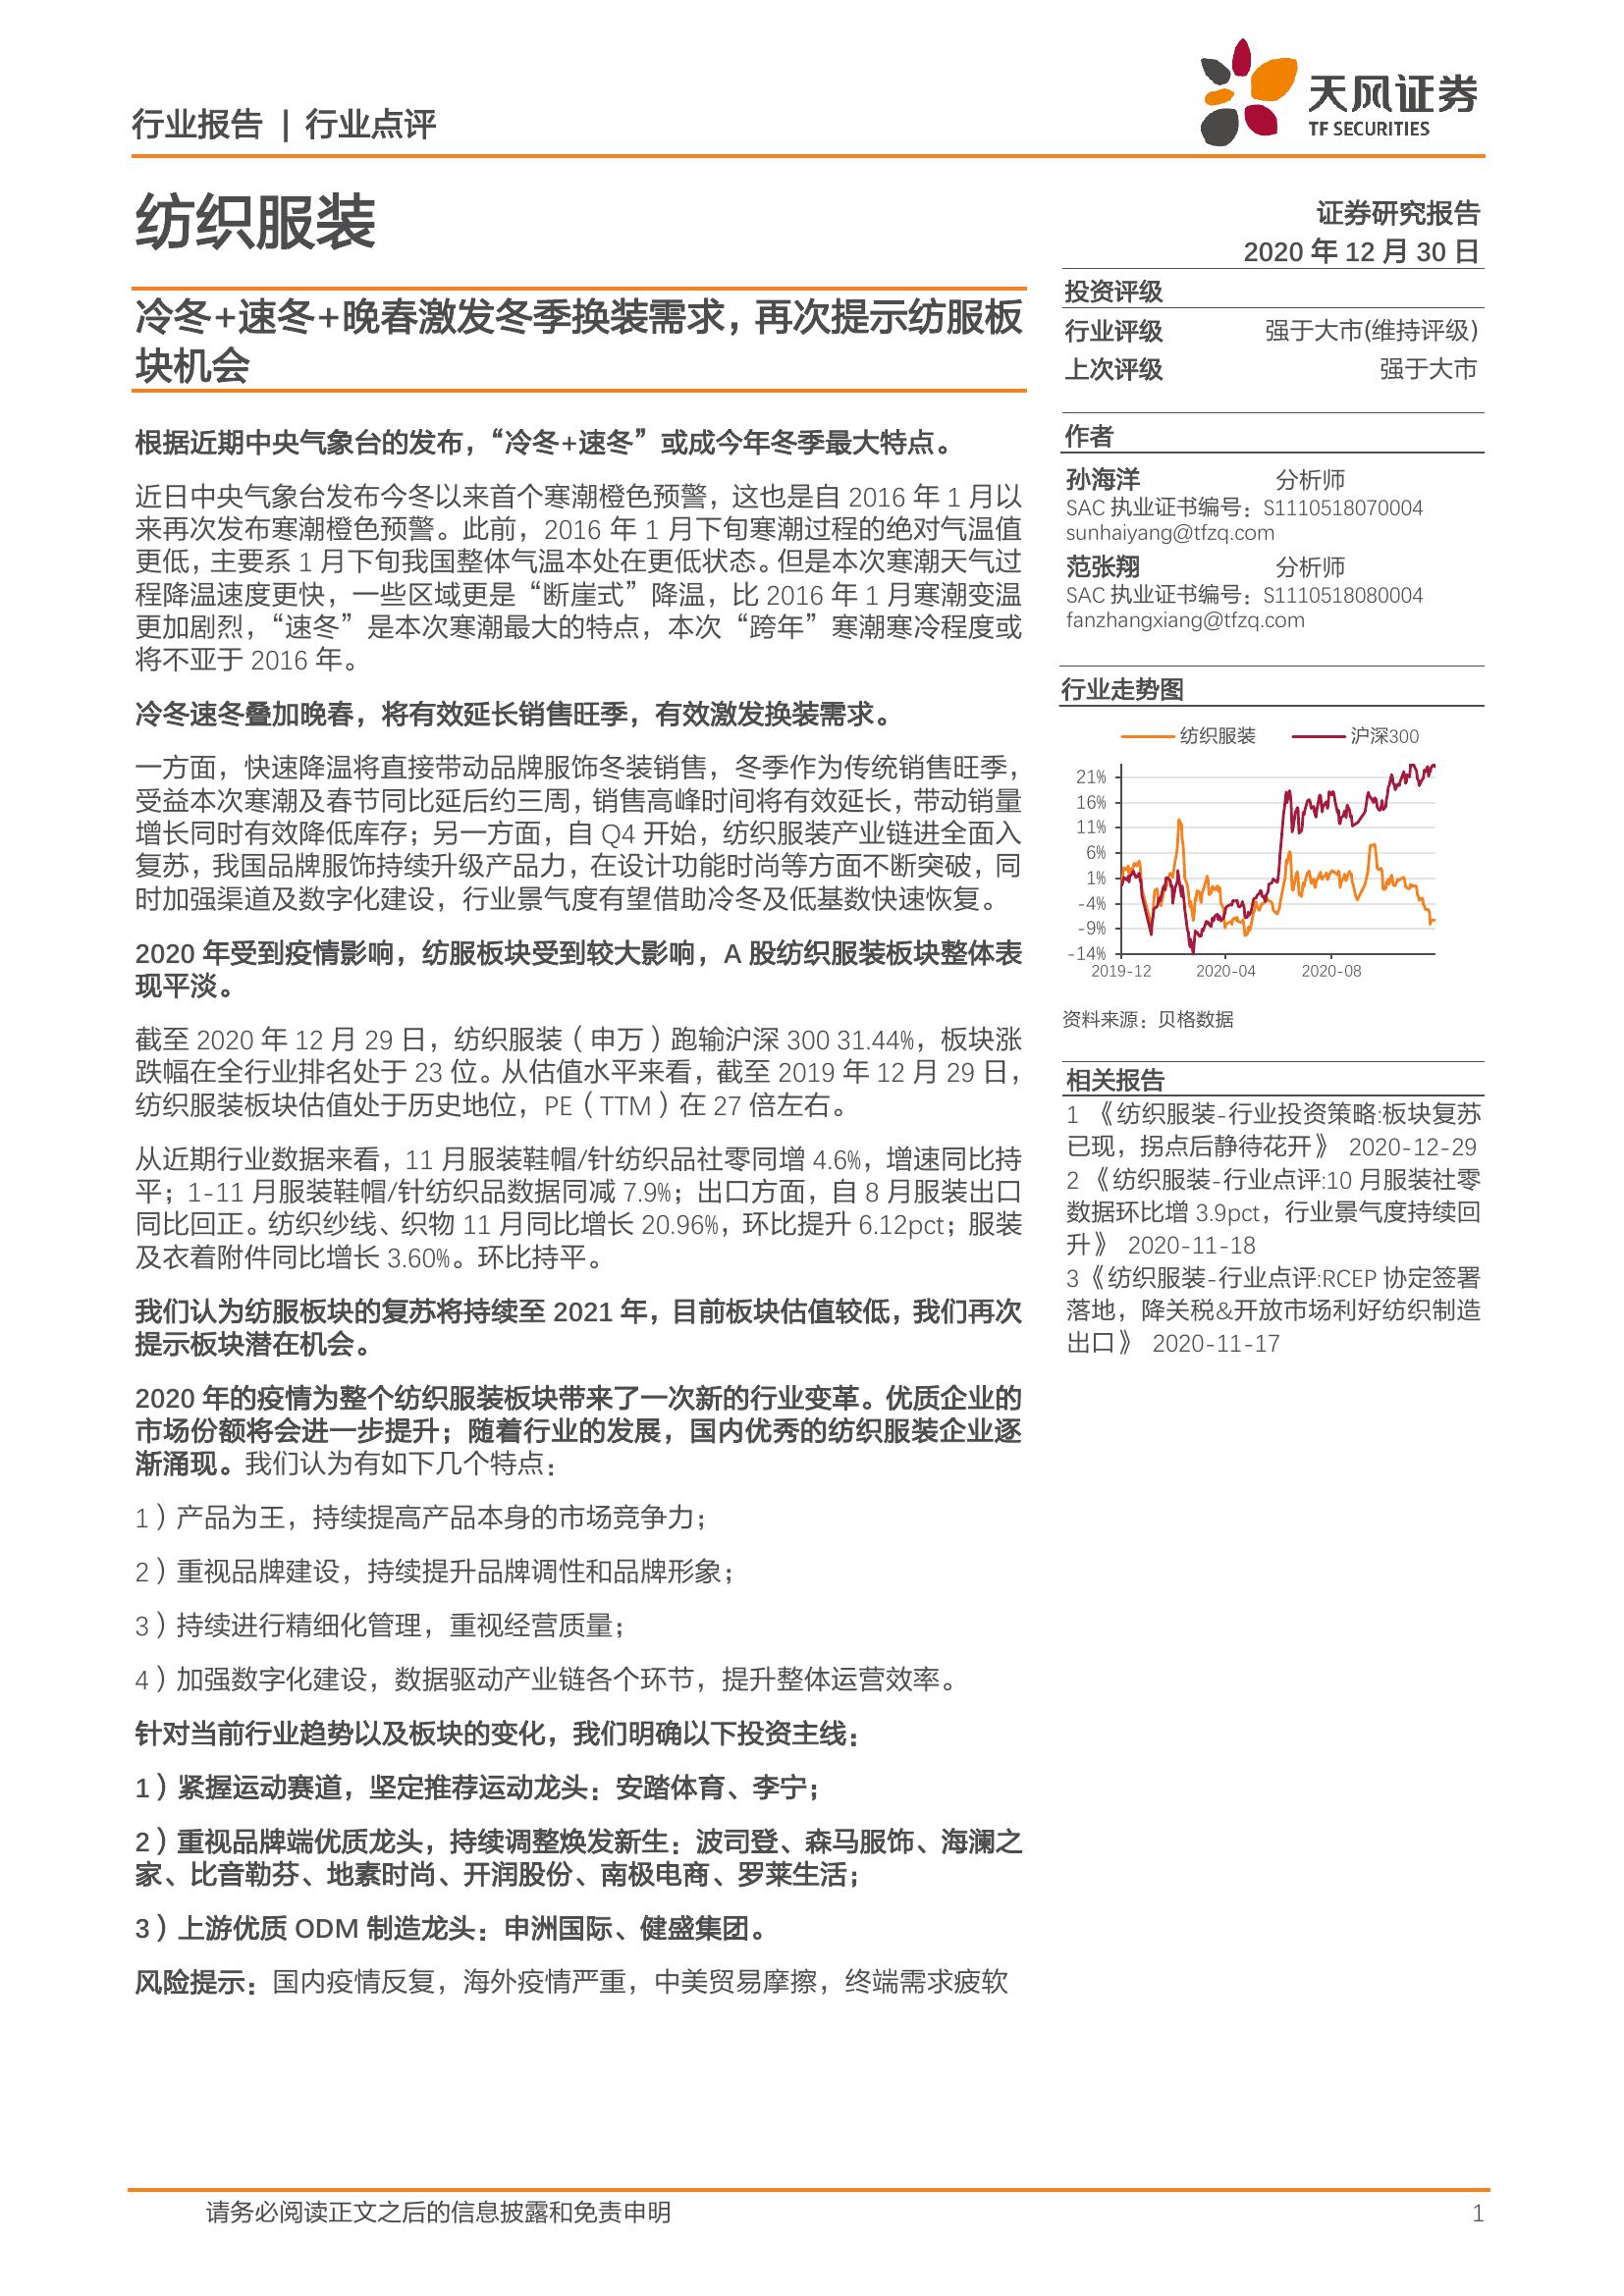 行业报告 | 行业点评
天风证券
TF SECURITIES
纺织服装
证券研究报告
2020 年 12 月 30 日
冷冬+速冬+晚春激发冬季换装需求，再次提示纺服板
块机会
根据近期中央气象台的发布，“冷冬+速冬”或成今年冬季最大特点。
近日中央气象台发布今冬以来首个寒潮橙色预警，这也是自 2016 年 1 月以
来再次发布寒潮橙色预警。此前，2016 年 1 月下旬寒潮过程的绝对气温值
更低，主要系 1 月下旬我国整体气温本处在更低状态。但是本次寒潮天气过
程降温速度更快，一些区域更是“断崖式”降温，比 2016 年 1 月寒潮变温
更加剧烈，“速冬”是本次寒潮最大的特点，本次“跨年”寒潮寒冷程度或
将不亚于 2016 年。
冷冬速冬叠加晚春，将有效延长销售旺季，有效激发换装需求。
一方面，快速降温将直接带动品牌服饰冬装销售，冬季作为传统销售旺季，
受益本次寒潮及春节同比延后约三周，销售高峰时间将有效延长，带动销量
增长同时有效降低库存；另一方面，自 Q4 开始，纺织服装产业链进全面入
复苏，我国品牌服饰持续升级产品力，在设计功能时尚等方面不断突破，同
时加强渠道及数字化建设，行业景气度有望借助冷冬及低基数快速恢复。
2020 年受到疫情影响，纺服板块受到较大影响，A 股纺织服装板块整体表
现平淡。
截至 2020 年 12 月 29 日，纺织服装（申万）跑输沪深 300 31.44%，板块涨
跌幅在全行业排名处于 23 位。从估值水平来看，截至 2019 年 12 月 29 日，
纺织服装板块估值处于历史地位，PE（TTM）在 27 倍左右。
从近期行业数据来看，11 月服装鞋帽/针纺织品社零同增 4.6%，增速同比持
平；1-11 月服装鞋帽/针纺织品数据同减 7.9%；出口方面，自 8 月服装出口
同比回正。纺织纱线、织物 11 月同比增长 20.96%，环比提升 6.12pct；服装
及衣着附件同比增长 3.60%。环比持平。
我们认为纺服板块的复苏将持续至 2021 年，目前板块估值较低，我们再次
提示板块潜在机会。
2020 年的疫情为整个纺织服装板块带来了一次新的行业变革。优质企业的
市场份额将会进一步提升；随着行业的发展，国内优秀的纺织服装企业逐
渐涌现。我们认为有如下几个特点：
1）产品为王，持续提高产品本身的市场竞争力；
2）重视品牌建设，持续提升品牌调性和品牌形象；
3）持续进行精细化管理，重视经营质量；
4）加强数字化建设，数据驱动产业链各个环节，提升整体运营效率。
针对当前行业趋势以及板块的变化，我们明确以下投资主线：
1）紧握运动赛道，坚定推荐运动龙头：安踏体育、李宁；
2）重视品牌端优质龙头，持续调整焕发新生：波司登、森马服饰、海澜之
家、比音勒芬、地素时尚、开润股份、南极电商、罗莱生活；
3）上游优质 ODM 制造龙头：申洲国际、健盛集团。
风险提示：国内疫情反复，海外疫情严重，中美贸易摩擦，终端需求疲软
投资评级
行业评级 强于大市(维持评级)
上次评级 强于大市
作者
孙海洋 分析师
SAC 执业证书编号：S1110518070004
sunhaiyang@tfzq.com
范张翔 分析师
SAC 执业证书编号：S1110518080004
fanzhangxiang@tfzq.com
行业走势图
纺织服装 沪深300
21%
16%
11%
6%
1%
-4%
-9%
-14%
2019-12 2020-04 2020-08
资料来源：贝格数据
相关报告
1 《纺织服装-行业投资策略:板块复苏
已现，拐点后静待花开》 2020-12-29
2 《纺织服装-行业点评:10 月服装社零
数据环比增 3.9pct，行业景气度持续回
升》 2020-11-18
3《纺织服装-行业点评:RCEP 协定签署
落地，降关税&开放市场利好纺织制造
出口》 2020-11-17
请务必阅读正文之后的信息披露和免责申明 1